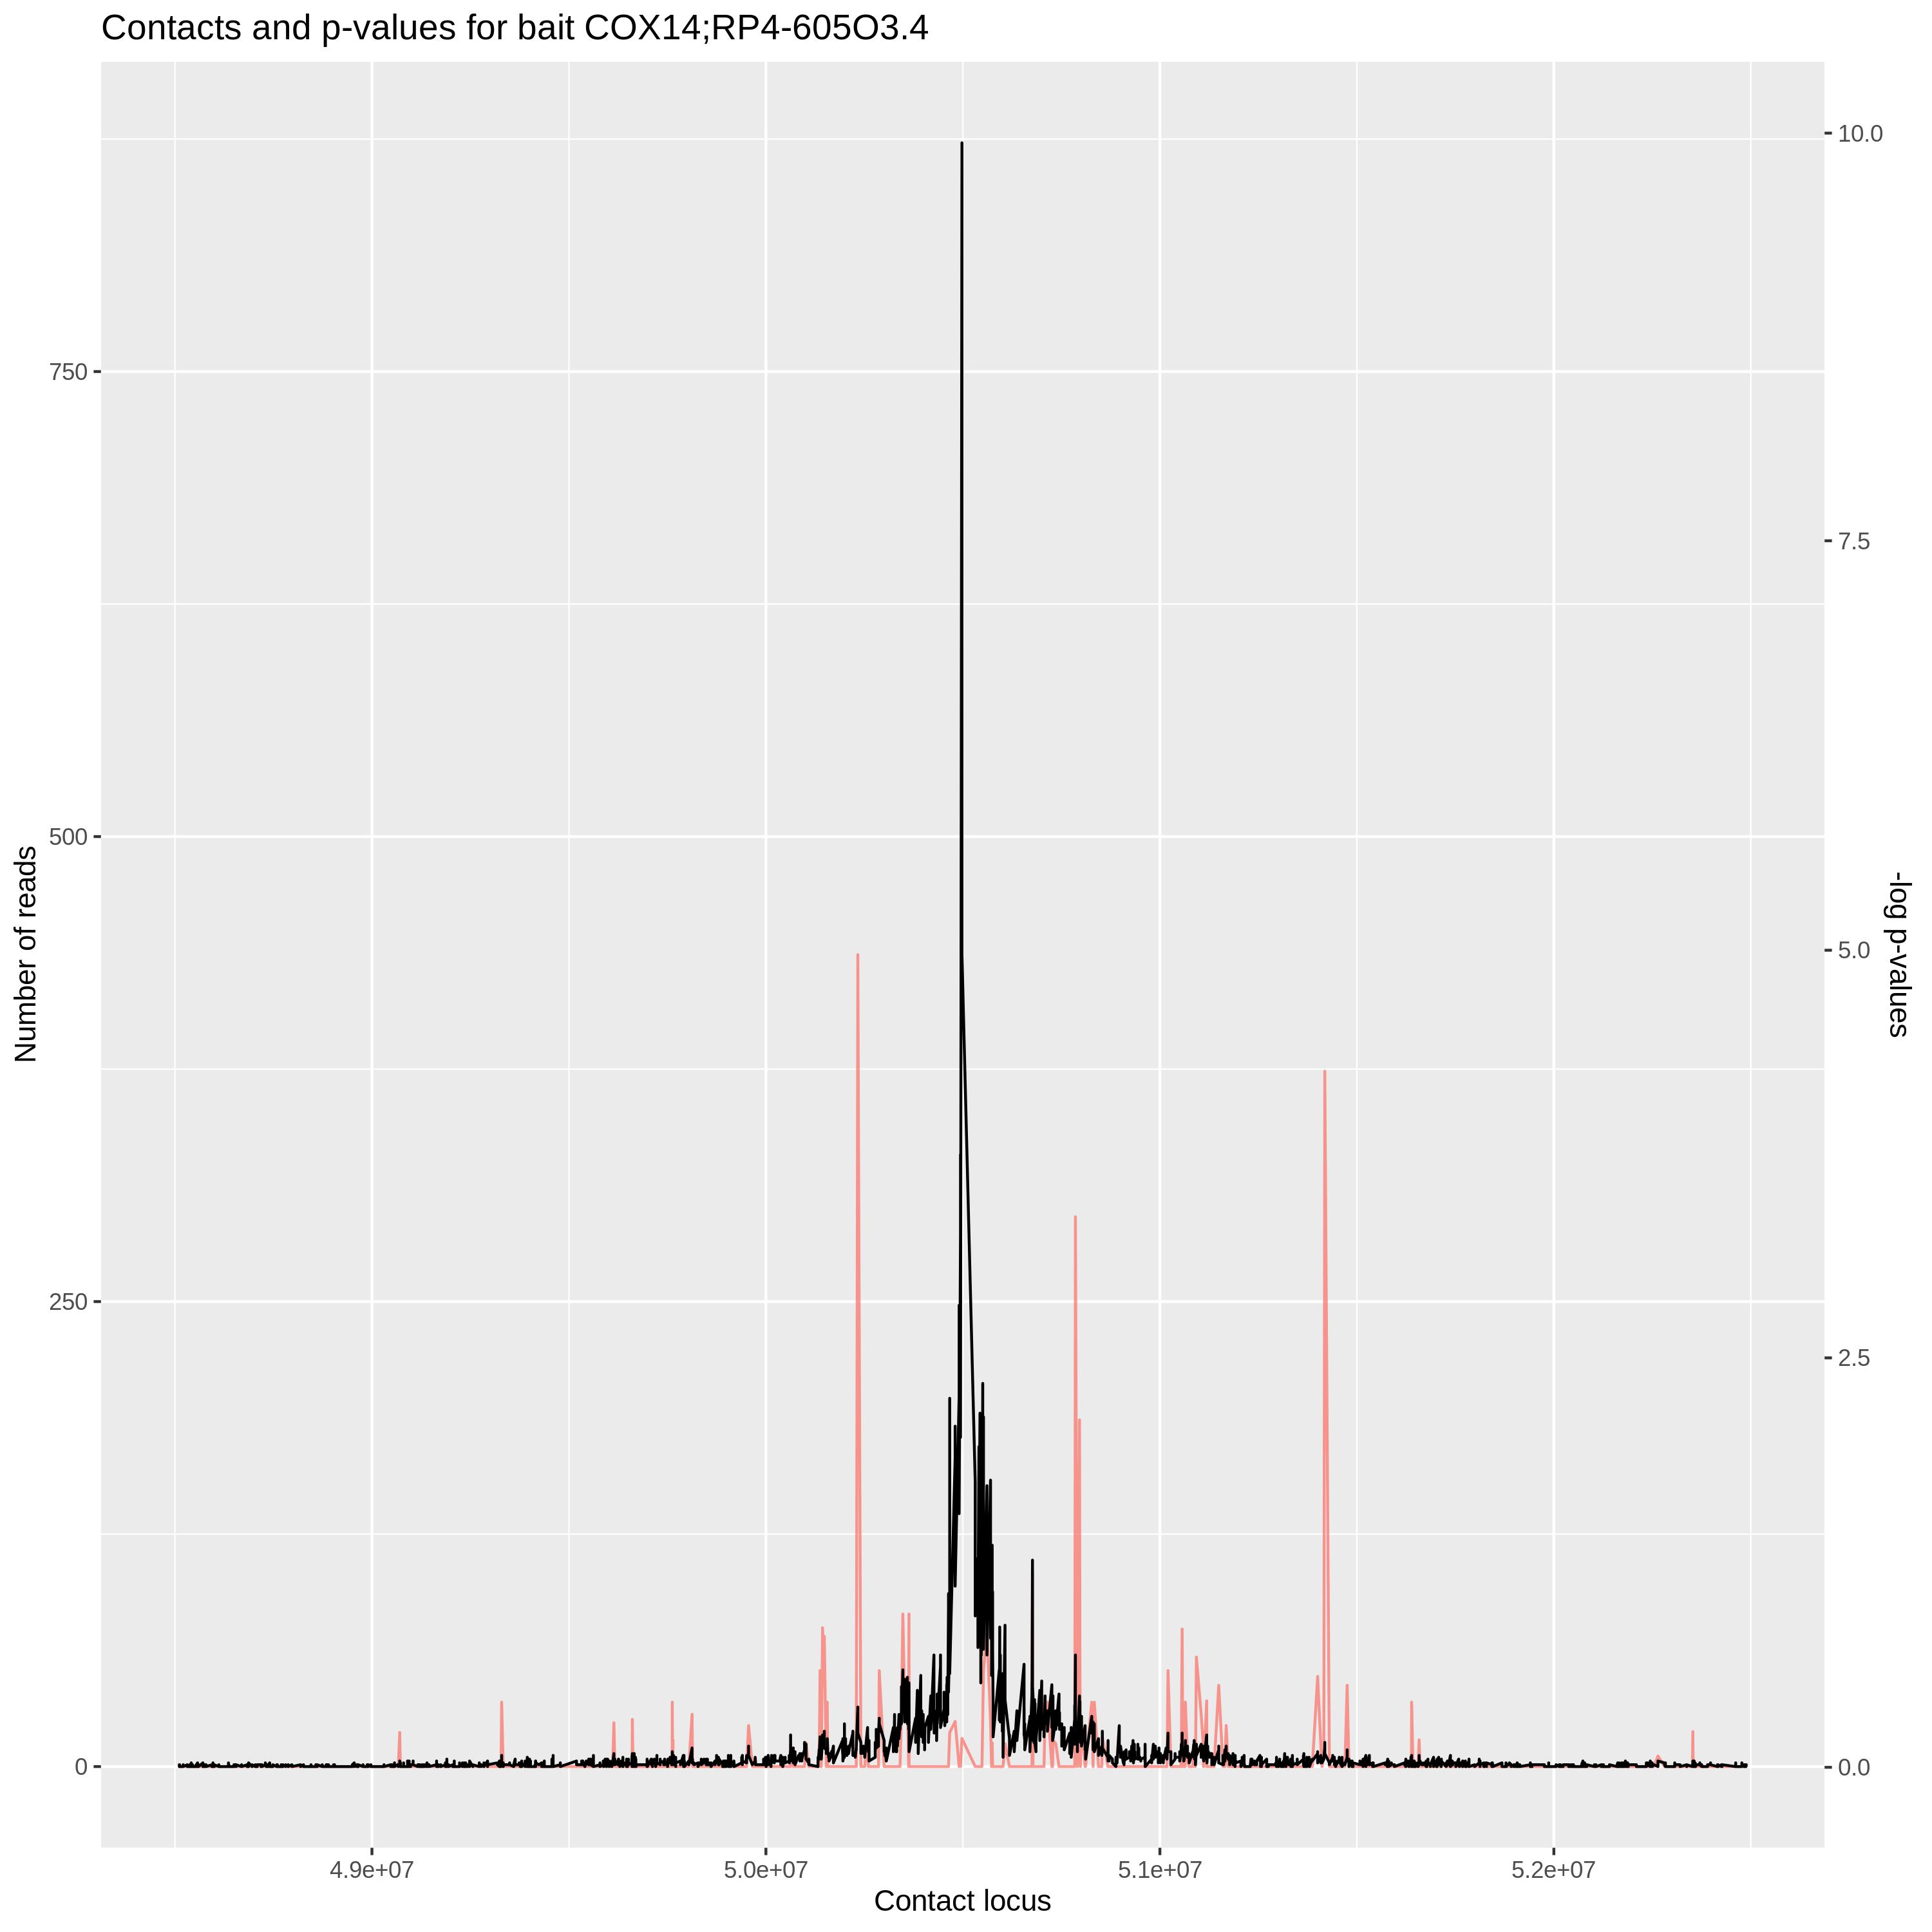 Contacts and p-values for bait COX14;RP4-605O3.4
10.0
750
7.5
500
5.0
Number of reads
-log p-values
250
2.5
0
0.0
4.9e+07
5.0e+07
5.1e+07
5.2e+07
Contact locus